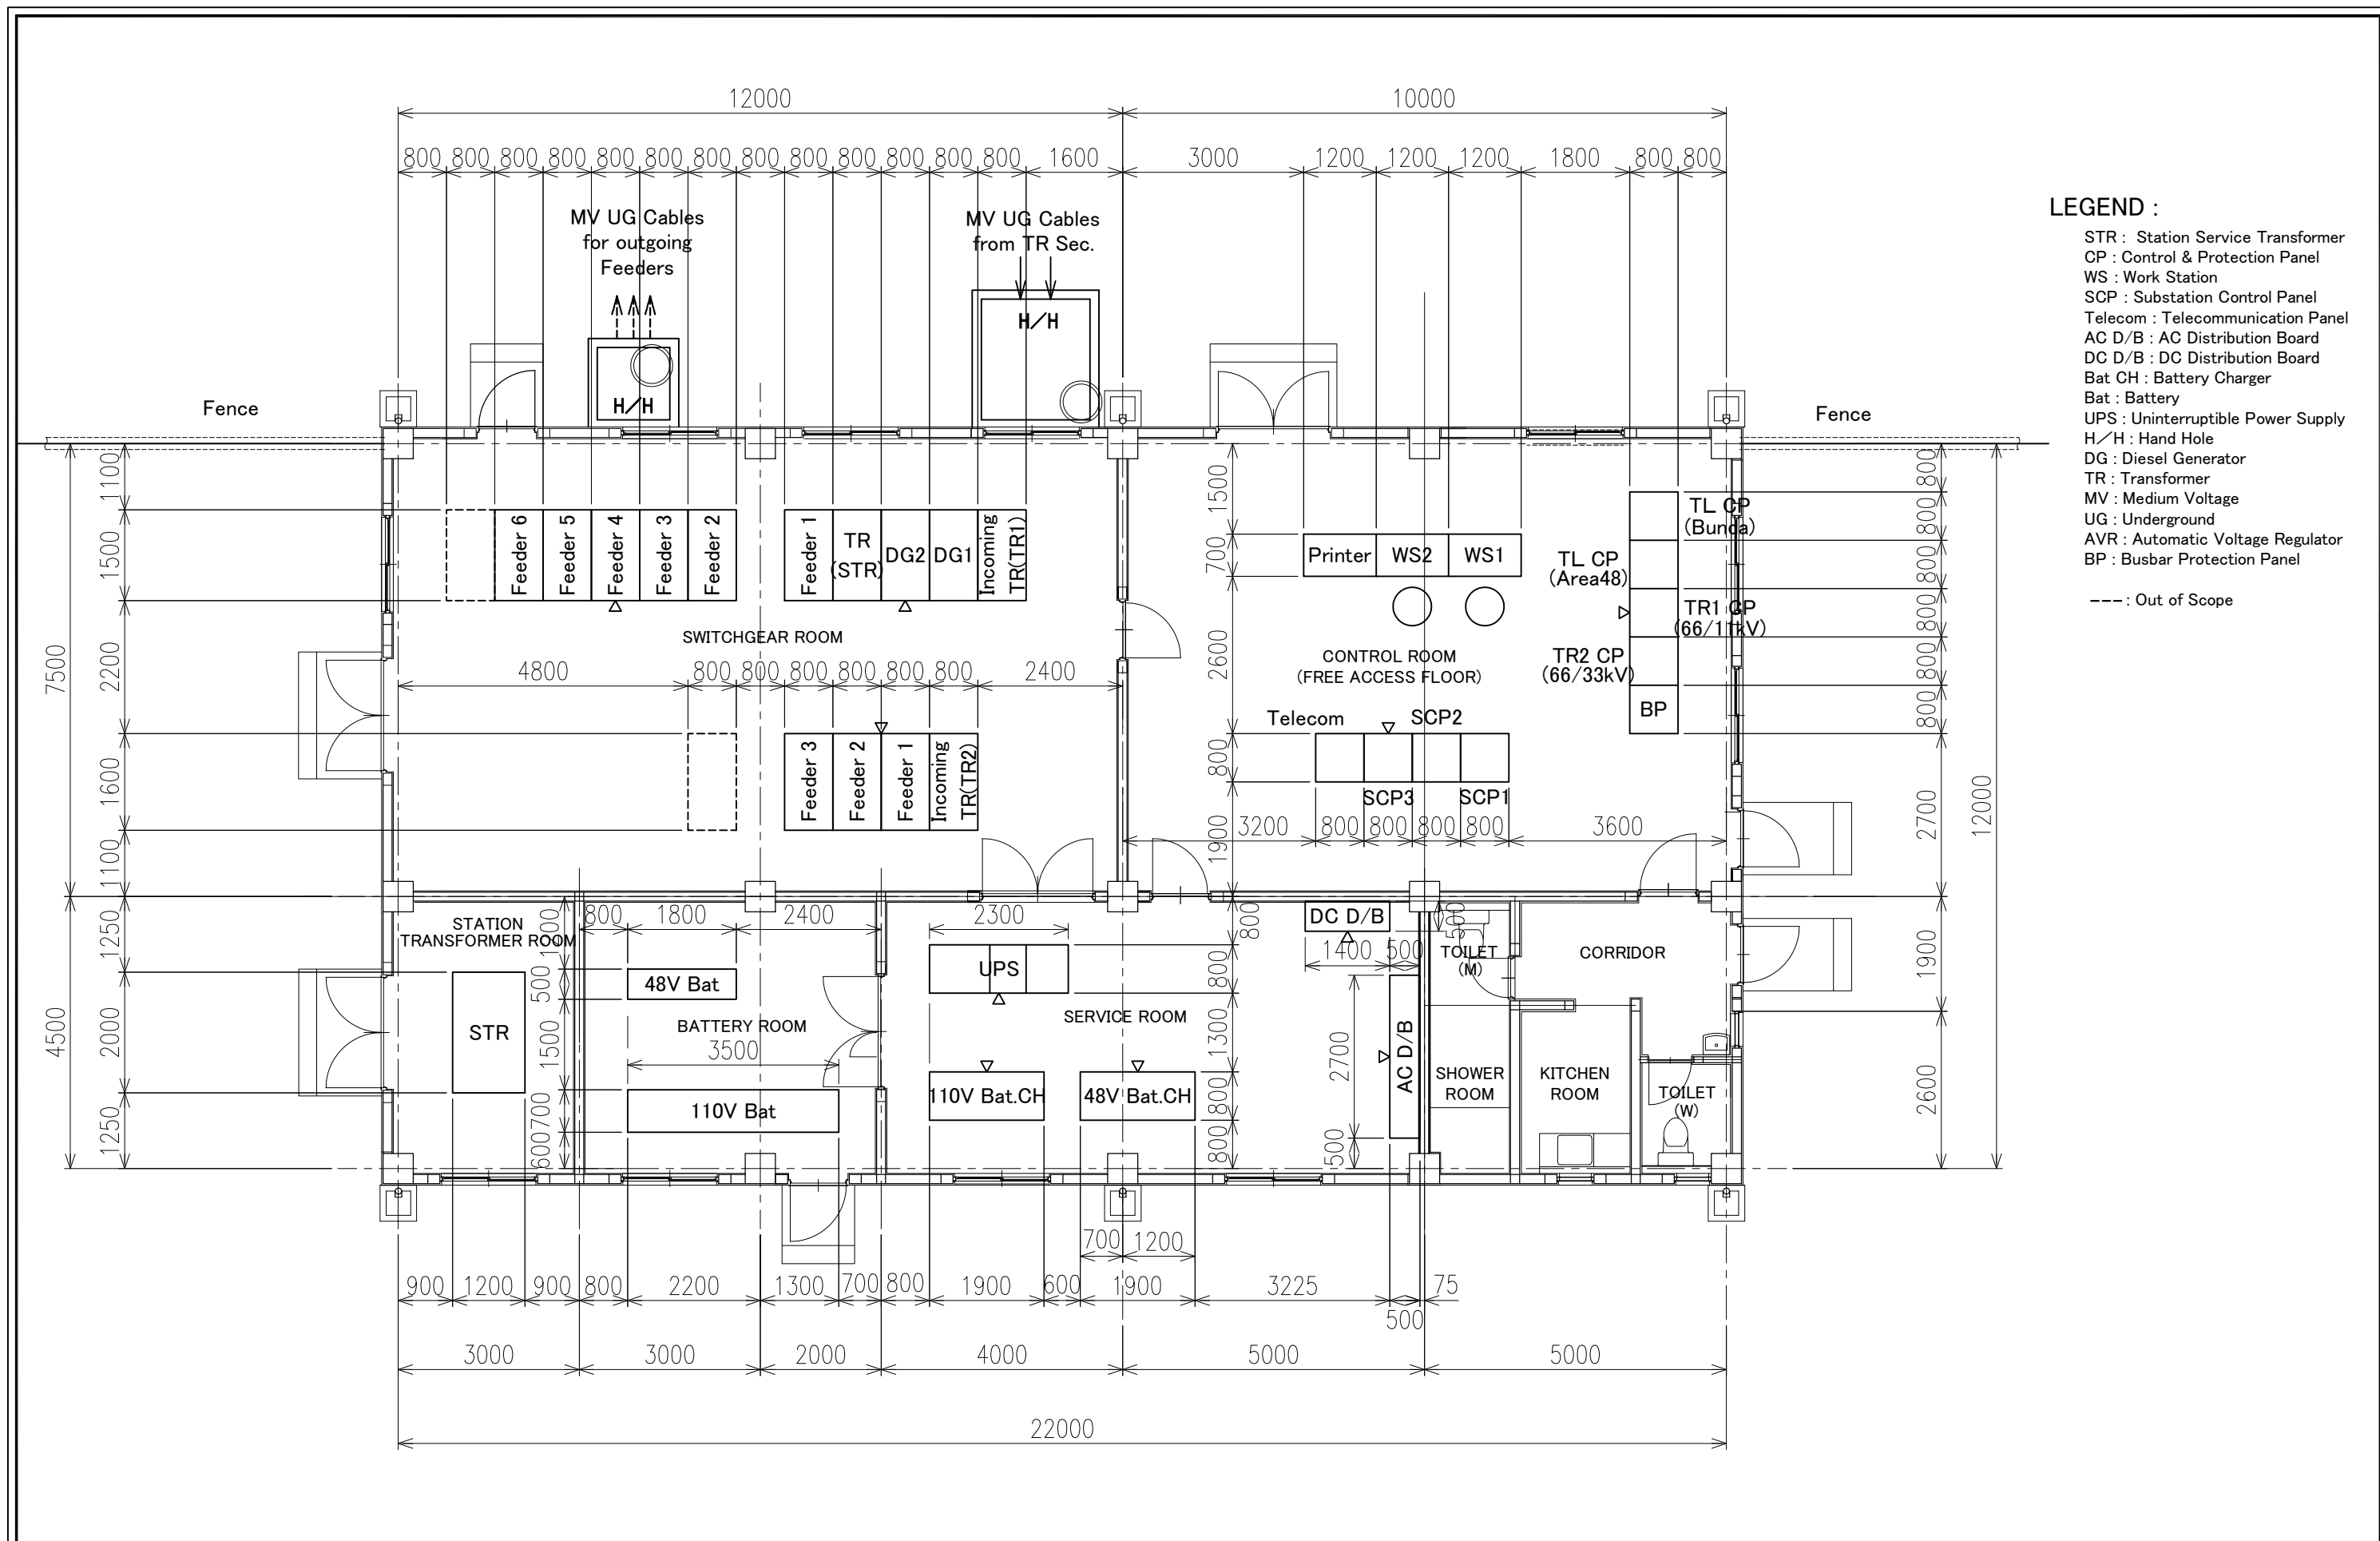 12000
10000
800 800 800 800 800 800 800 800 800 800 800 800 800 1600 3000 1200 1200 1200 1800 800 800
MV UG Cables
for outgoing
Feeders
MV UG Cables
from TR Sec.
H/H
H/H
Fence
Fence
LEGEND :
STR : Station Service Transformer
CP : Control & Protection Panel
WS : Work Station
SCP : Substation Control Panel
Telecom : Telecommunication Panel
AC D/B : AC Distribution Board
DC D/B : DC Distribution Board
Bat CH : Battery Charger
Bat : Battery
UPS : Uninterruptible Power Supply
H/H : Hand Hole
DG : Diesel Generator
TR : Transformer
MV : Medium Voltage
UG : Underground
AVR : Automatic Voltage Regulator
BP : Busbar Protection Panel
---: Out of Scope
7500
4500
1100
1500
2200
1600
1100
1250
2000
1250
Feeder 6
Feeder 5
Feeder 4
Feeder 3
Feeder 2
Feeder 1
TR
(STR)
DG2
DG1
Incoming
TR(TR1)
SWITCHGEAR ROOM
4800 800 800 800 800 800 800 2400
Feeder 3
Feeder 2
Feeder 1
Incoming
TR(TR2)
1500
700
2600
800
1900
Printer
WS2
WS1
CONTROL ROOM
(FREE ACCESS FLOOR)
TL CP
(Bunda)
TL CP
(Area48)
TR1 CP
(66/11kV)
TR2 CP
(66/33kV)
BP
Telecom
SCP2
SCP3
SCP1
3200 800 800 800 800 3600
800
800
800
800
800
800
2700
1900
2600
12000
STATION
TRANSFORMER ROOM
STR
800 1800 2400
1200
500
1500
700
600
48V Bat
BATTERY ROOM
3500
110V Bat
2300
UPS
SERVICE ROOM
110V Bat.CH
48V Bat.CH
800
800
1300
800
800
DC D/B
500
1400 500
2700
500
AC D/B
TOILET
(M)
CORRIDOR
SHOWER
ROOM
KITCHEN
ROOM
TOILET
(W)
700 1200
900 1200 900 800 2200 1300 700 800 1900 600 1900 3225 75
500
3000 3000 2000 4000 5000 5000
22000